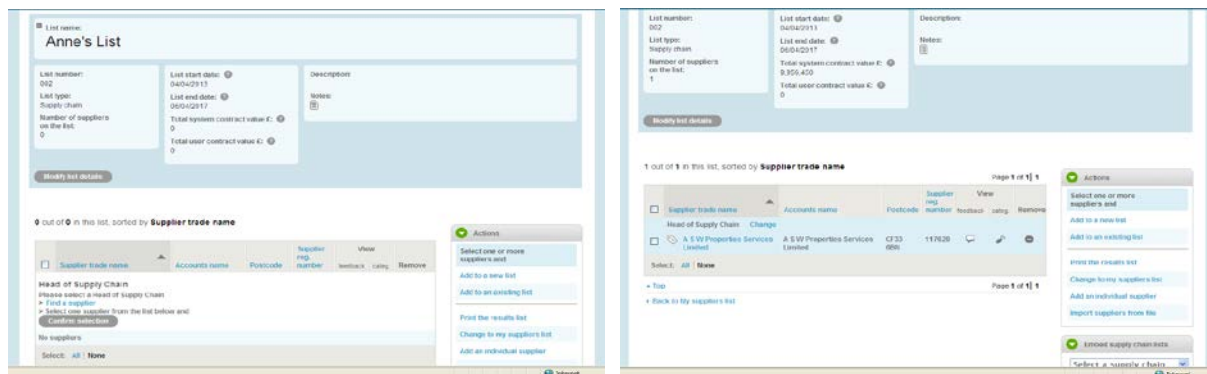 List name:
Anne's List
List number:
002
List type:
Supply chain
Number of suppliers
on the list:
0
List start date:
04/04/2013
List end date:
06/04/2017
Total system contract value £:
0
Total user contract value £:
0
Description:
Notes:
Modify list details
0 out of 0 in this list, sorted by Supplier trade name
Supplier trade name
Accounts name
Postcode
Supplier
reg.
number
View
feedback categ.
Remove
Head of Supply Chain
Please select a Head of Supply Chain
> Find a supplier
> Select one supplier from the list below and
Confirm selection
No suppliers
Select: All | None
Actions
Select one or more
suppliers and
Add to a new list
Add to an existing list
Print the results list
Change to my suppliers list
Add an individual supplier
Internet
List number:
002
List type:
Supply chain
Number of suppliers
on the list:
1
List start date:
04/04/2013
List end date:
06/04/2017
Total system contract value £:
9,359,450
Total user contract value £:
0
Description:
Notes:
Modify list details
1 out of 1 in this list, sorted by Supplier trade name
Page 1 of 1| 1
Supplier trade name
Accounts name
Postcode
Supplier
reg.
number
View
feedback categ.
Remove
Head of Supply Chain Change
A S W Properties Services
Limited
A S W Properties Services
Limited
CF33
6BN
117620
Select: All | None
Top
Page 1 of 1| 1
Back to My suppliers list
Actions
Select one or more
suppliers and
Add to a new list
Add to an existing list
Print the results list
Change to my suppliers list
Add an individual supplier
Import suppliers from file
Embed supply chain lists
Select a supply chain